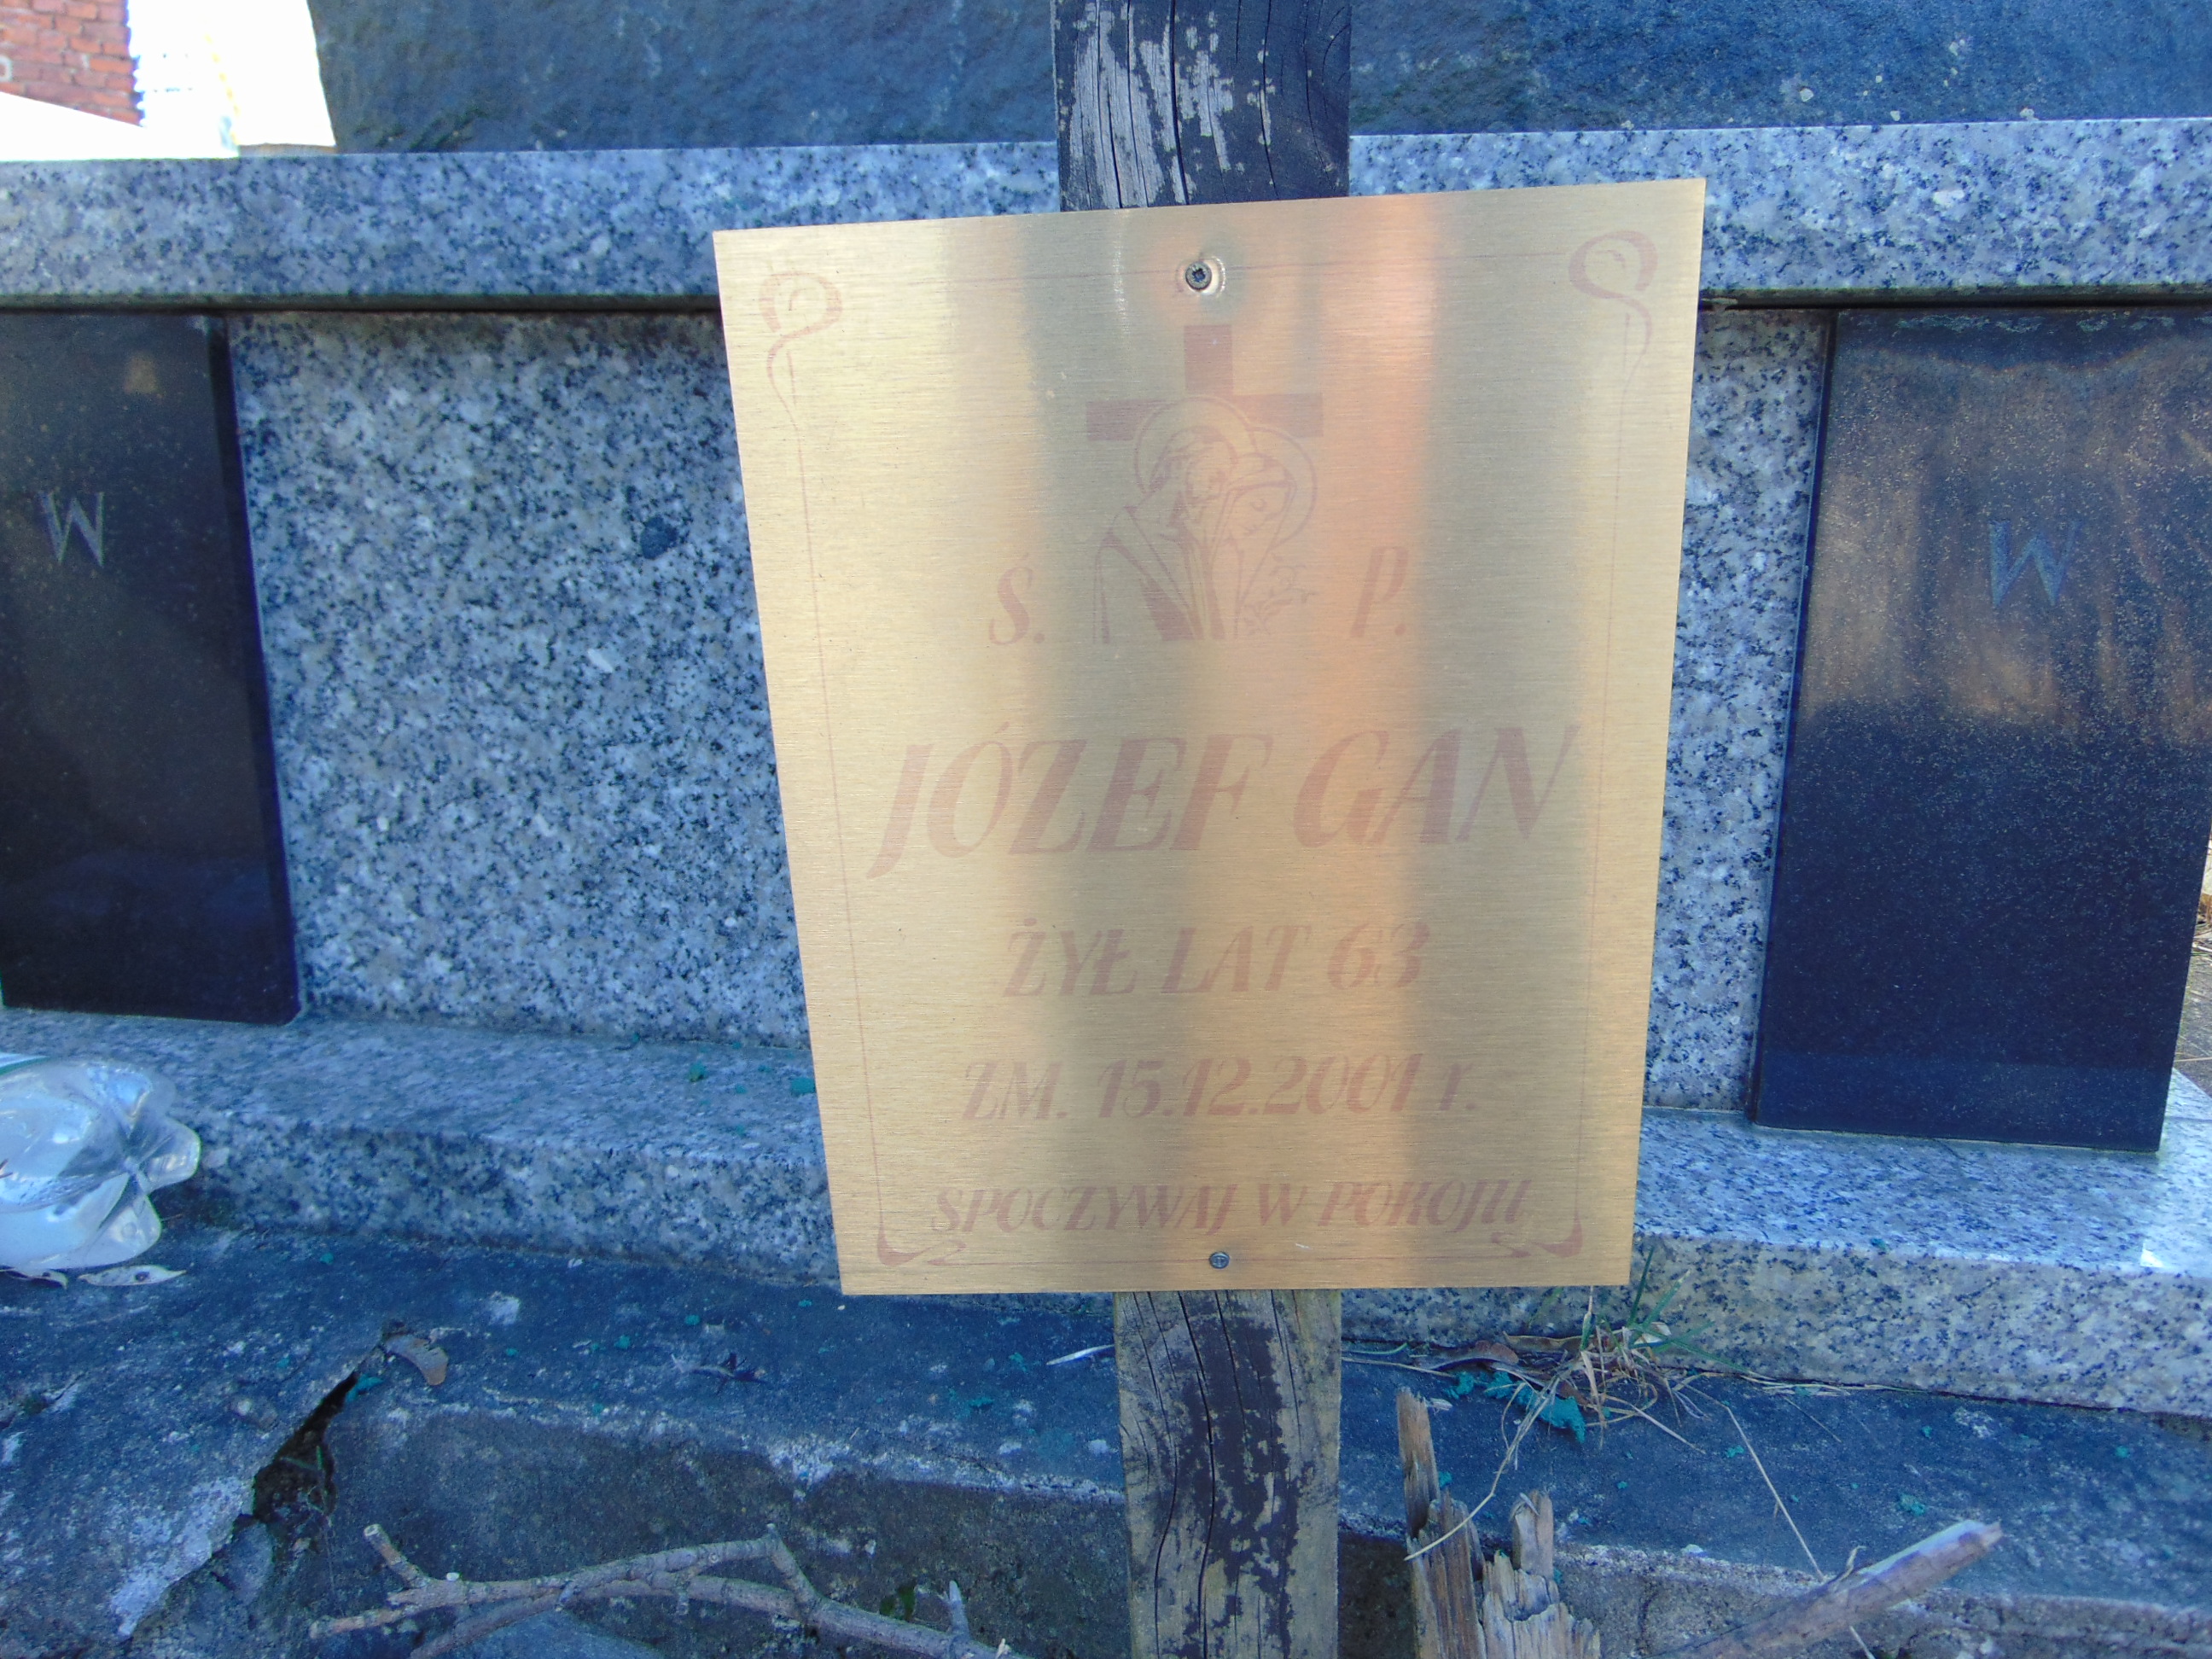 Ś. P.
JÓZEF GAN
ŻYŁ LAT 63
ZM. 15.12.2001 r.
SPOCZYWAJ W POKOJU
W
W